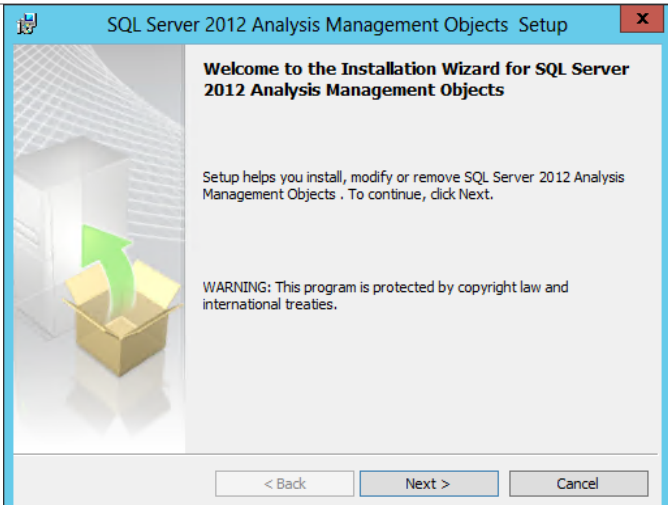 SQL Server 2012 Analysis Management Objects  Setup
x
Welcome to the Installation Wizard for SQL Server
2012 Analysis Management Objects
Setup helps you install, modify or remove SQL Server 2012 Analysis
Management Objects . To continue, click Next.
WARNING: This program is protected by copyright law and
international treaties.
< Back
Next >
Cancel